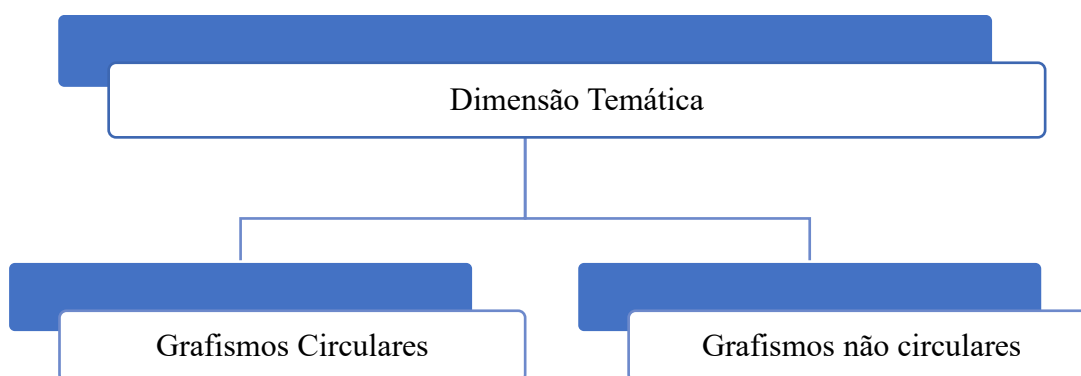 Dimensão Temática
Grafismos Circulares
Grafismos não circulares